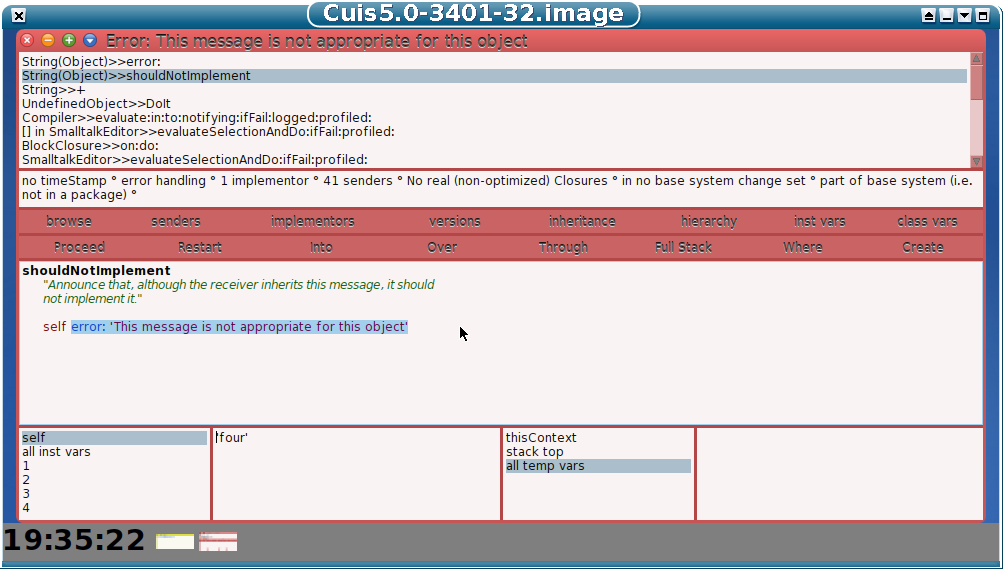 Cuis5.0-3401-32.image
Error: This message is not appropriate for this object
String(Object)>>error:
String(Object)>>shouldNotImplement
String>>+
UndefinedObject>>DoIt
Compiler>>evaluate:in:to:notifying:ifFail:logged:profiled:
[] in SmalltalkEditor>>evaluateSelectionAndDo:ifFail:profiled:
BlockClosure>>on:do:
SmalltalkEditor>>evaluateSelectionAndDo:ifFail:profiled:
no timeStamp ° error handling ° 1 implementor ° 41 senders ° No real (non-optimized) Closures ° in no base system change set ° part of base system (i.e.
not in a package) °
browse senders implementors versions inheritance hierarchy inst vars class vars
Proceed Restart Into Over Through Full Stack Where Create
shouldNotImplement
"Announce that, although the receiver inherits this message, it should
not implement it."
self error: 'This message is not appropriate for this object'
self
all inst vars
1
2
3
4
'four'
thisContext
stack top
all temp vars
19:35:22